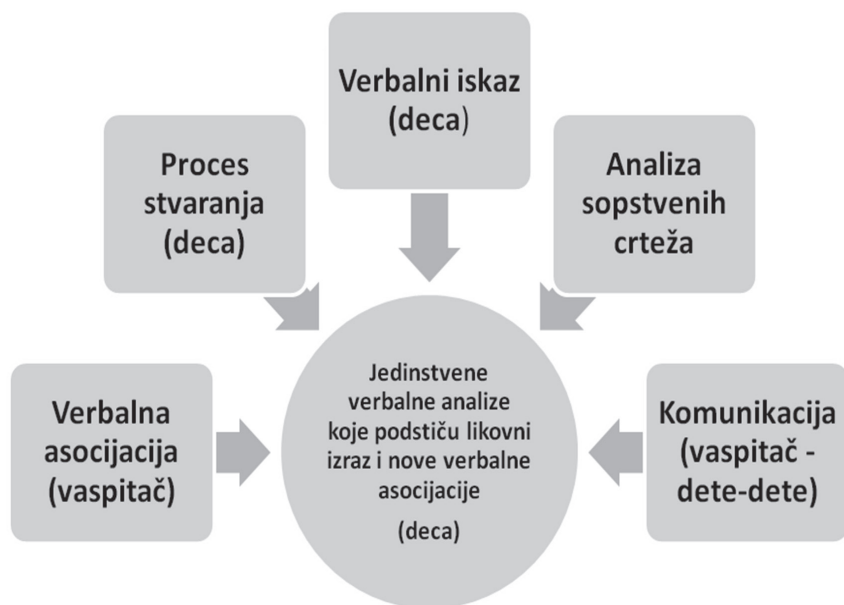 Verbalni iskaz
(deca)
Proces
stvaranja
(deca)
Analiza
sopstvenih
crteža
Verbalna
asocijacija
(vaspitač)
Jedinstvene
verbalne analize
koje podstiču likovni
izraz i nove verbalne
asocijacije
(deca)
Komunikacija
(vaspitač -
dete-dete)